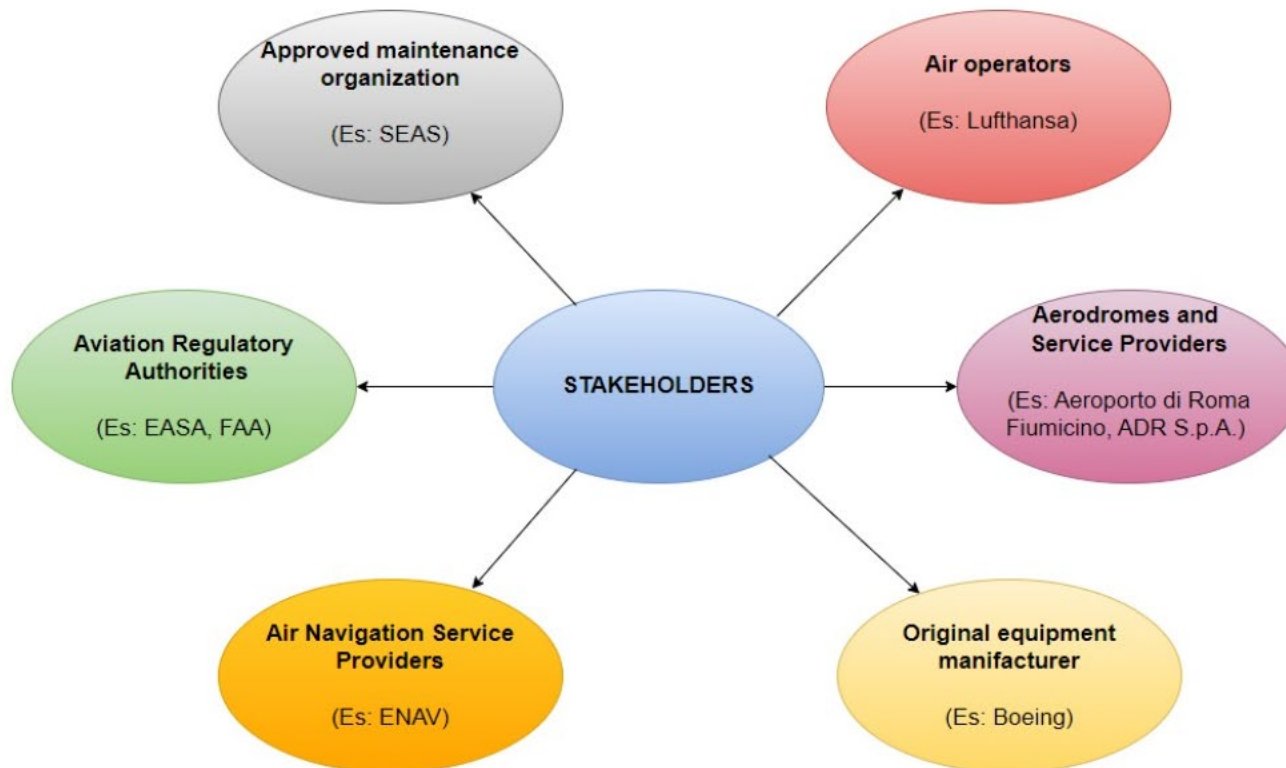 Approved maintenance
organization
(Es: SEAS)
Air operators
(Es: Lufthansa)
Aviation Regulatory
Authorities
(Es: EASA, FAA)
STAKEHOLDERS
Aerodromes and
Service Providers
(Es: Aeroporto di Roma
Fiumicino, ADR S.p.A.)
Air Navigation Service
Providers
(Es: ENAV)
Original equipment
manifacturer
(Es: Boeing)